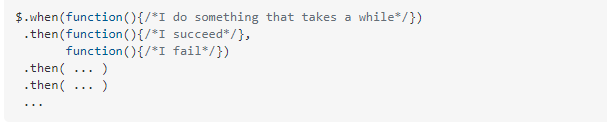 $.when(function(){/*I do something that takes a while*/})
 .then(function(){/*I succeed*/},
       function(){/*I fail*/})
 .then( ... )
 .then( ... )
 ...